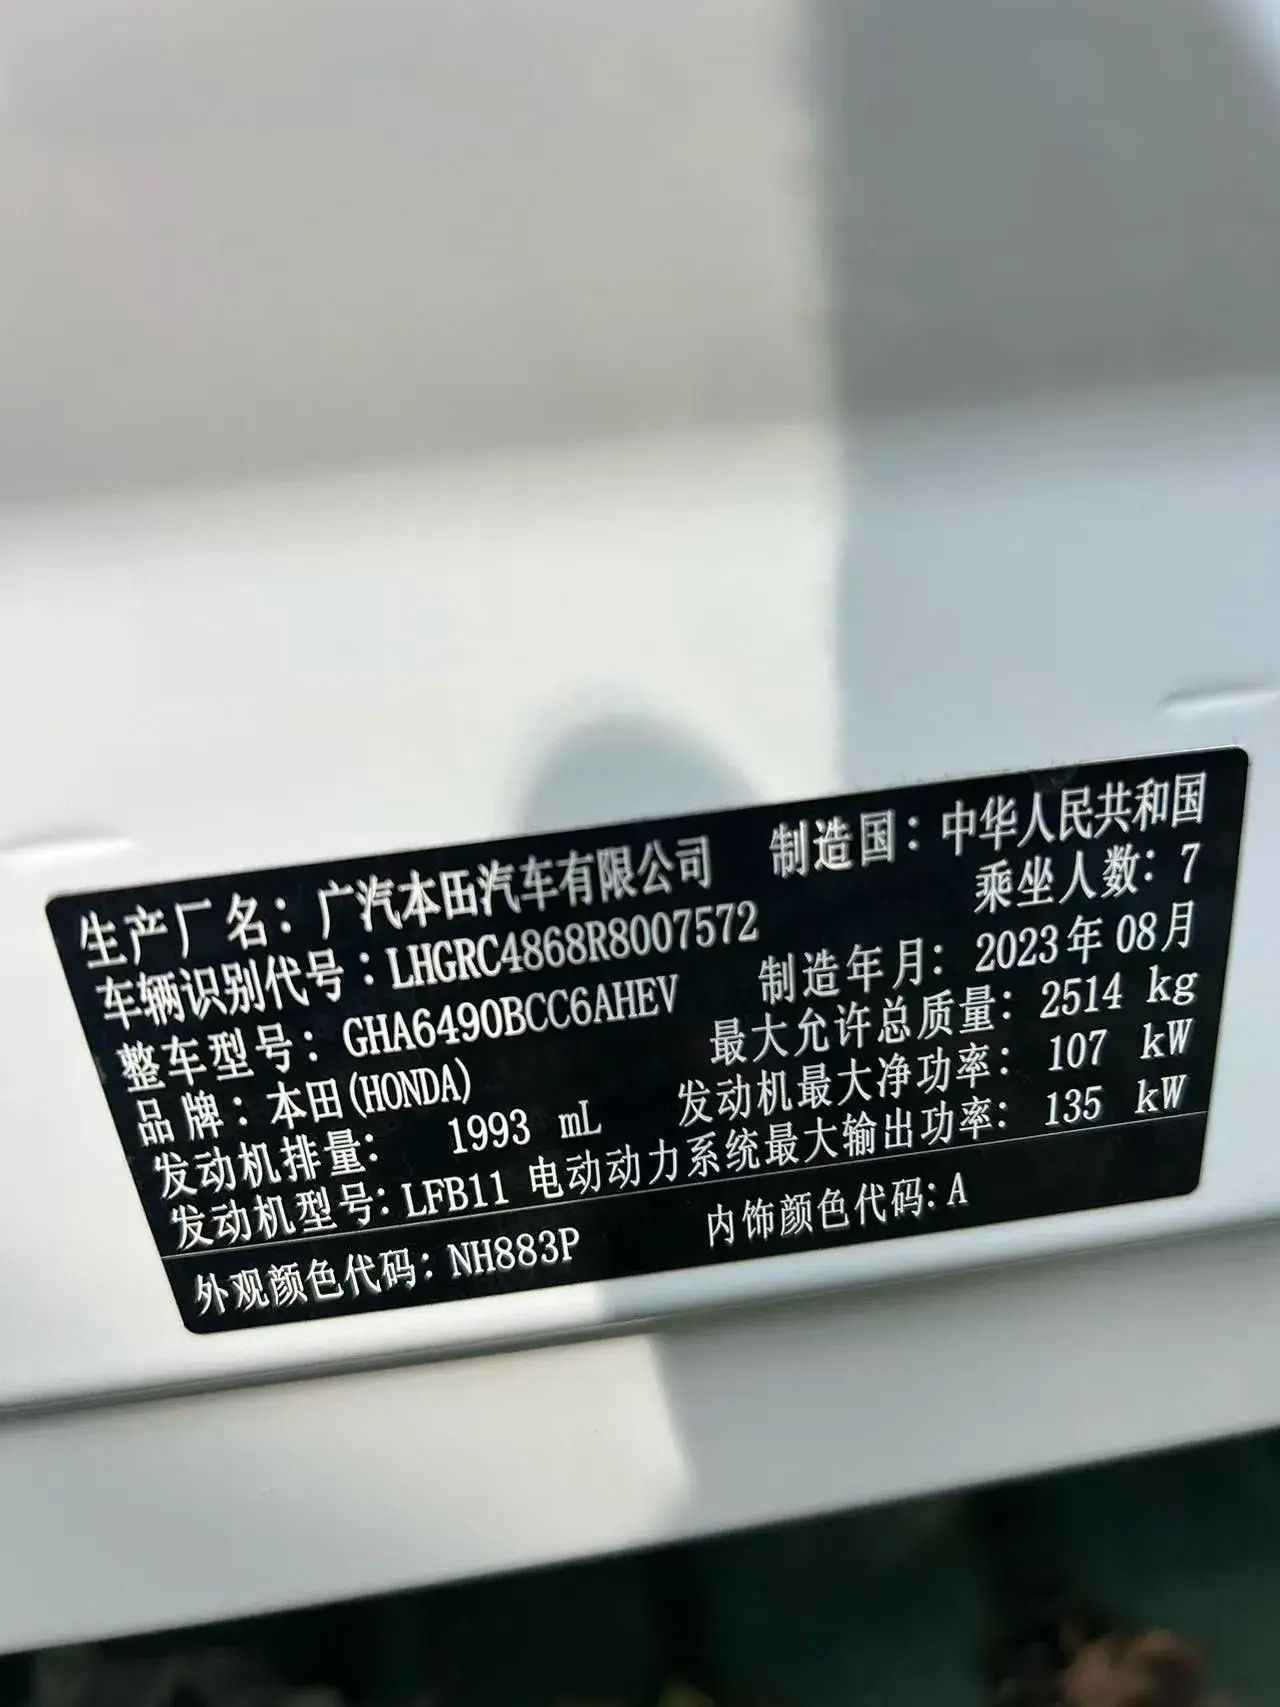 生产厂名：广汽本田汽车有限公司 制造国：中华人民共和国
车辆识别代号：LHGRC4868R8007572 乘坐人数：7
整车型号：GHA6490BCC6AHEV 制造年月：2023年08月
品牌：本田(HONDA) 最大允许总质量：2514 kg
发动机排量： 1993 mL 发动机最大净功率：107 kW
发动机型号：LFB11 电动动力系统最大输出功率：135 kW
外观颜色代码：NH883P 内饰颜色代码：A